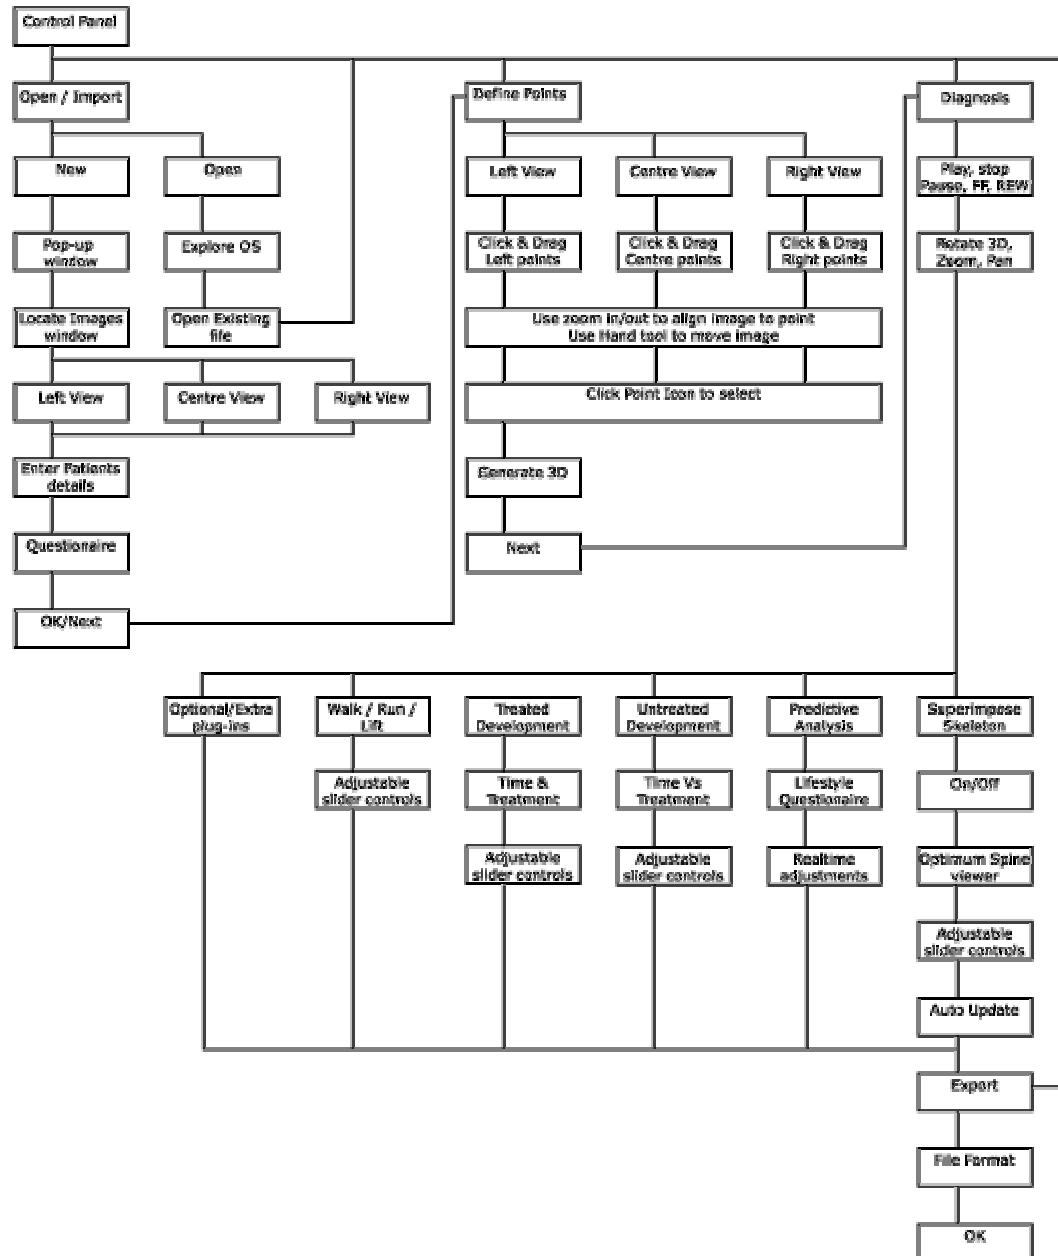 Control Panel
Open / Import
Define Points
Diagnosis
New
Open
Left View
Centre View
Right View
Play, stop
Pause, FF, REW
Pop-up
window
Explore OS
Click & Drag
Left points
Click & Drag
Centre points
Click & Drag
Right points
Rotate 3D,
Zoom, Pan
Locate Images
window
Open Existing
file
Use zoom in/out to align image to point
Use Hand tool to move image
Left View
Centre View
Right View
Click Point Icon to select
Enter Patients
details
Generate 3D
Questionaire
Next
OK/Next
Optional/Extra
plug-ins
Walk / Run /
Lift
Treated
Development
Untreated
Development
Predictive
Analysis
Superimpose
Skeleton
Adjustable
slider controls
Time &
Treatment
Time Vs
Treatment
Lifestyle
Questionaire
On/Off
Adjustable
slider controls
Adjustable
slider controls
Realtime
adjustments
Optimum Spine
viewer
Adjustable
slider controls
Auto Update
Export
File Format
OK